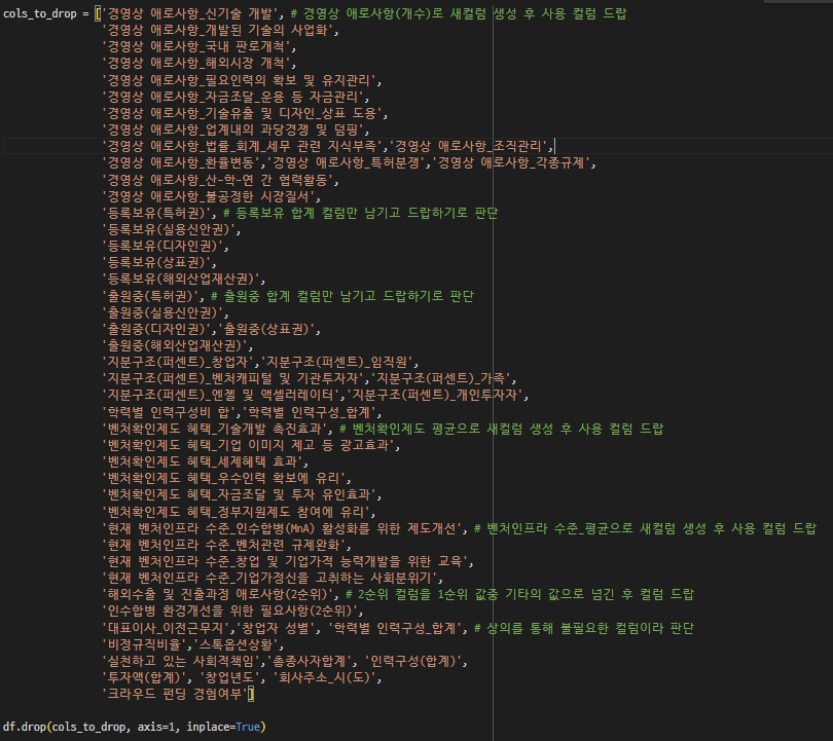 cols_to_drop = ['경영상 애로사항_신기술 개발', # 경영상 애로사항(개수)로 새컬럼 생성 후 사용 컬럼 드랍
'경영상 애로사항_개발된 기술의 사업화',
'경영상 애로사항_국내 판로개척',
'경영상 애로사항_해외시장 개척',
'경영상 애로사항_필요인력의 확보 및 유지관리',
'경영상 애로사항_자금조달_운용 등 자금관리',
'경영상 애로사항_기술유출 및 디자인_상표 도용',
'경영상 애로사항_업계내의 과당경쟁 및 덤핑',
'경영상 애로사항_법률_회계_세무 관련 지식부족','경영상 애로사항_조직관리',
'경영상 애로사항_환율변동','경영상 애로사항_특허분쟁','경영상 애로사항_각종규제',
'경영상 애로사항_산-학-연 간 협력활동',
'경영상 애로사항_불공정한 시장질서',
'등록보유(특허권)', # 등록보유 합계 컬럼만 남기고 드랍하기로 판단
'등록보유(실용신안권)',
'등록보유(디자인권)',
'등록보유(상표권)',
'등록보유(해외산업재산권)',
'출원중(특허권)', # 출원중 합계 컬럼만 남기고 드랍하기로 판단
'출원중(실용신안권)',
'출원중(디자인권)','출원중(상표권)',
'출원중(해외산업재산권)',
'지분구조(퍼센트)_창업자','지분구조(퍼센트)_임직원',
'지분구조(퍼센트)_벤처캐피털 및 기관투자자','지분구조(퍼센트)_가족',
'지분구조(퍼센트)_엔젤 및 액셀러레이터','지분구조(퍼센트)_개인투자자',
'학력별 인력구성비 합','학력별 인력구성_합계',
'벤처확인제도 혜택_기술개발 촉진효과', # 벤처확인제도 평균으로 새컬럼 생성 후 사용 컬럼 드랍
'벤처확인제도 혜택_기업 이미지 제고 등 광고효과',
'벤처확인제도 혜택_세제혜택 효과',
'벤처확인제도 혜택_우수인력 확보에 유리',
'벤처확인제도 혜택_자금조달 및 투자 유인효과',
'벤처확인제도 혜택_정부지원제도 참여에 유리',
'현재 벤처인프라 수준_인수합병(MnA) 활성화를 위한 제도개선', # 벤처인프라 수준_평균으로 새컬럼 생성 후 사용 컬럼 드랍
'현재 벤처인프라 수준_벤처관련 규제완화',
'현재 벤처인프라 수준_창업 및 기업가적 능력개발을 위한 교육',
'현재 벤처인프라 수준_기업가정신을 고취하는 사회분위기',
'해외수출 및 진출과정 애로사항(2순위)', # 2순위 컬럼을 1순위 값중 기타의 값으로 넘긴 후 컬럼 드랍
'인수합병 환경개선을 위한 필요사항(2순위)',
'대표이사_이전근무지','창업자 성별', '학력별 인력구성_합계', # 상의를 통해 불필요한 컬럼이라 판단
'비정규직비율','스톡옵션상황',
'실천하고 있는 사회적책임','총종사자합계', '인력구성(합계)',
'투자액(합계)', '창업년도', '회사주소_시(도)',
'크라우드 펀딩 경험여부']
df.drop(cols_to_drop, axis=1, inplace=True)